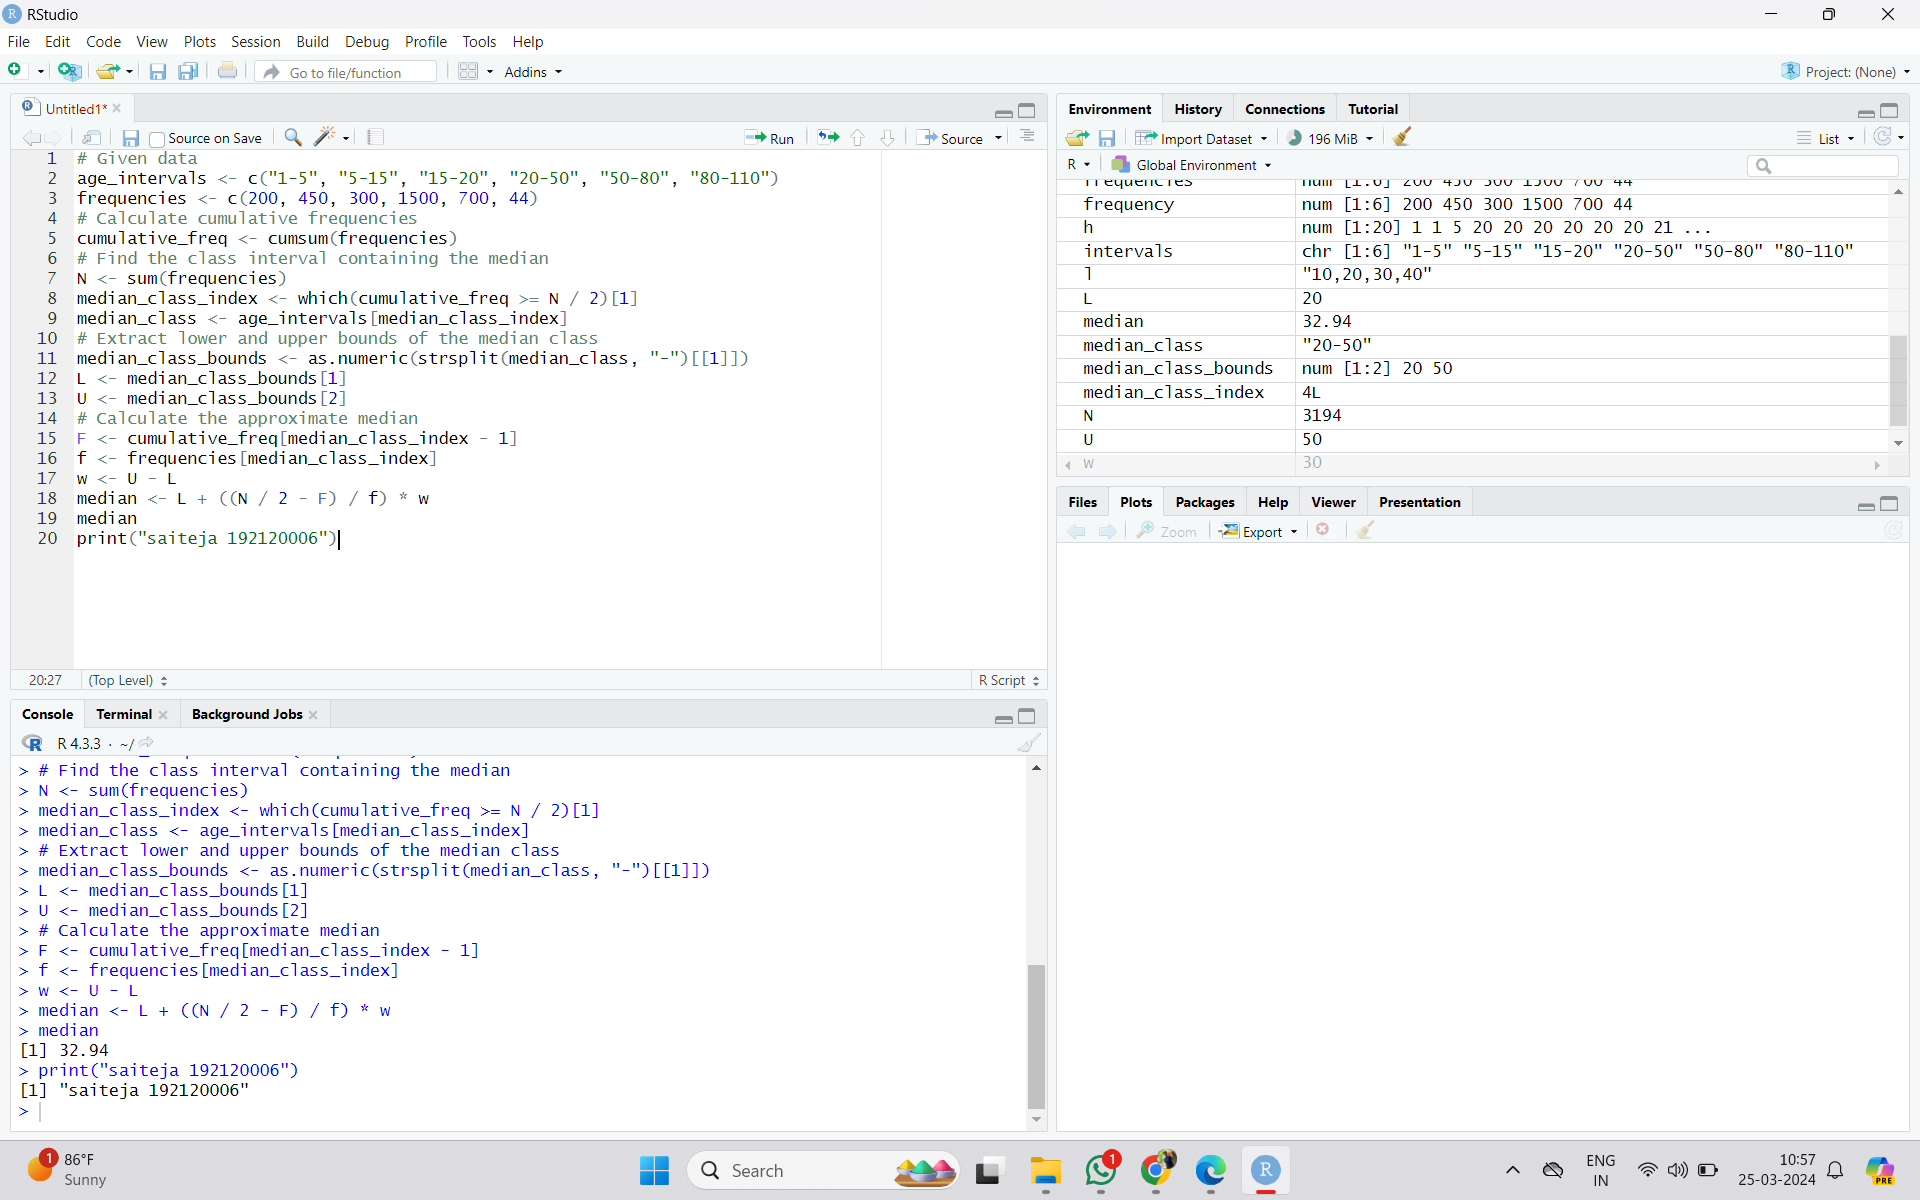 RStudio
File Edit Code View Plots Session Build Debug Profile Tools Help
Go to file/function Addins Project: (None)
Untitled1*
Source on Save Run Source
1 # Given data
2 age_intervals <- c("1-5", "5-15", "15-20", "20-50", "50-80", "80-110")
3 frequencies <- c(200, 450, 300, 1500, 700, 44)
4 # Calculate cumulative frequencies
5 cumulative_freq <- cumsum(frequencies)
6 # Find the class interval containing the median
7 N <- sum(frequencies)
8 median_class_index <- which(cumulative_freq >= N / 2)[1]
9 median_class <- age_intervals[median_class_index]
10 # Extract lower and upper bounds of the median class
11 median_class_bounds <- as.numeric(strsplit(median_class, "-")[[1]])
12 L <- median_class_bounds[1]
13 U <- median_class_bounds[2]
14 # Calculate the approximate median
15 F <- cumulative_freq[median_class_index - 1]
16 f <- frequencies[median_class_index]
17 w <- U - L
18 median <- L + ((N / 2 - F) / f) * w
19 median
20 print("saiteja 192120006")
20:27 (Top Level) R Script
Console Terminal Background Jobs
R 4.3.3 · ~/
> # Find the class interval containing the median
> N <- sum(frequencies)
> median_class_index <- which(cumulative_freq >= N / 2)[1]
> median_class <- age_intervals[median_class_index]
> # Extract lower and upper bounds of the median class
> median_class_bounds <- as.numeric(strsplit(median_class, "-")[[1]])
> L <- median_class_bounds[1]
> U <- median_class_bounds[2]
> # Calculate the approximate median
> F <- cumulative_freq[median_class_index - 1]
> f <- frequencies[median_class_index]
> w <- U - L
> median <- L + ((N / 2 - F) / f) * w
> median
[1] 32.94
> print("saiteja 192120006")
[1] "saiteja 192120006"
>
Environment History Connections Tutorial
Import Dataset 196 MiB List
R Global Environment
frequencies num [1:6] 200 450 300 1500 700 44
frequency num [1:6] 200 450 300 1500 700 44
h num [1:20] 1 1 5 20 20 20 20 20 20 21 ...
intervals chr [1:6] "1-5" "5-15" "15-20" "20-50" "50-80" "80-110"
l "10,20,30,40"
L 20
median 32.94
median_class "20-50"
median_class_bounds num [1:2] 20 50
median_class_index 4L
N 3194
U 50
w 30
Files Plots Packages Help Viewer Presentation
Zoom Export
1 86°F
Sunny
Search
1
ENG
IN
10:57
25-03-2024
PRE